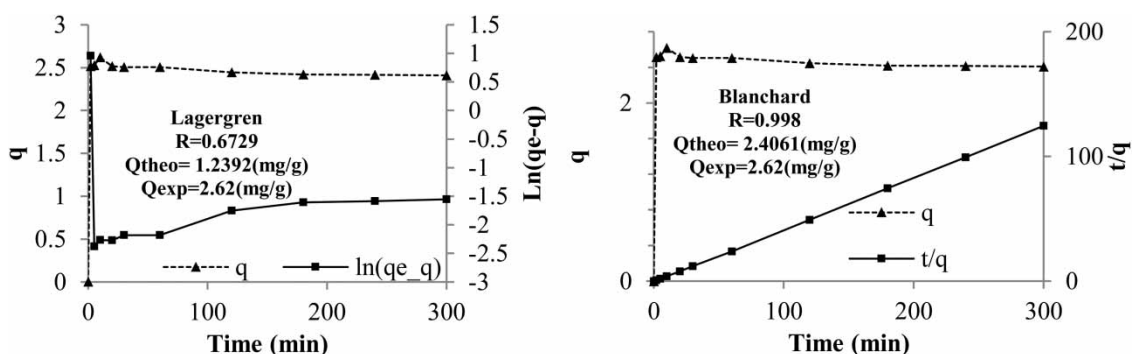 3
2.5
2
1.5
1
0.5
0
q
1.5
1
0.5
0
-0.5
-1
-1.5
-2
-2.5
-3
Ln(qe-q)
Lagergren
R=0.6729
Qtheo= 1.2392(mg/g)
Qexp=2.62(mg/g)
q ln(qe_q)
0 100 200 300
Time (min)
2
0
q
200
100
0
t/q
Blanchard
R=0.998
Qtheo= 2.4061(mg/g)
Qexp=2.62(mg/g)
q
t/q
0 100 200 300
Time (min)